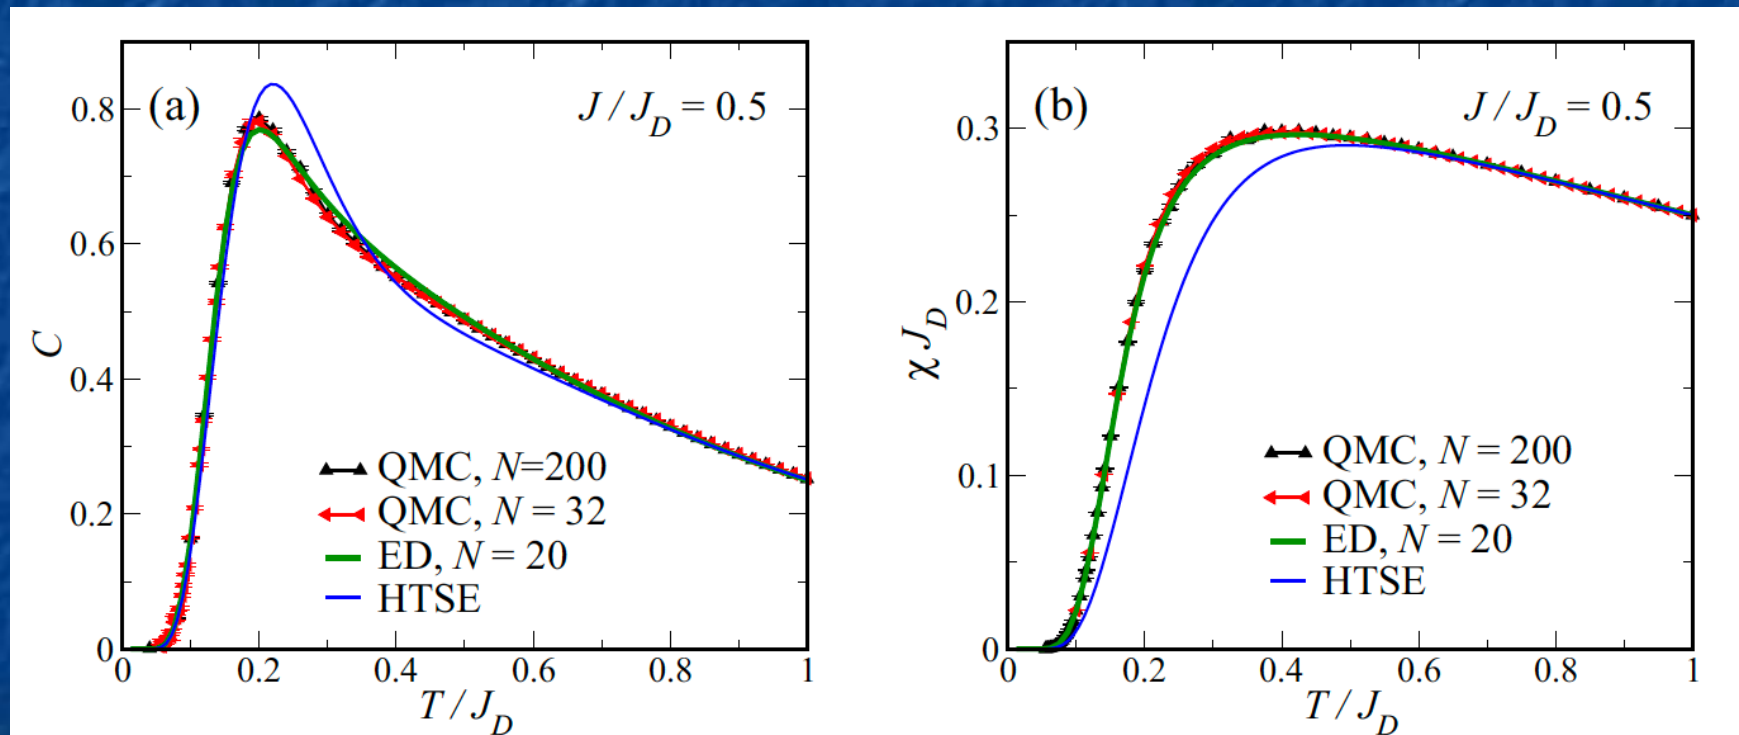 (a)
J / J_D = 0.5
C
0.8
0.6
0.4
0.2
0
QMC, N=200
QMC, N = 32
ED, N = 20
HTSE
0 0.2 0.4 0.6 0.8 1
T / J_D
(b)
J / J_D = 0.5
χ J_D
0.3
0.2
0.1
0
QMC, N = 200
QMC, N = 32
ED, N = 20
HTSE
0 0.2 0.4 0.6 0.8 1
T / J_D